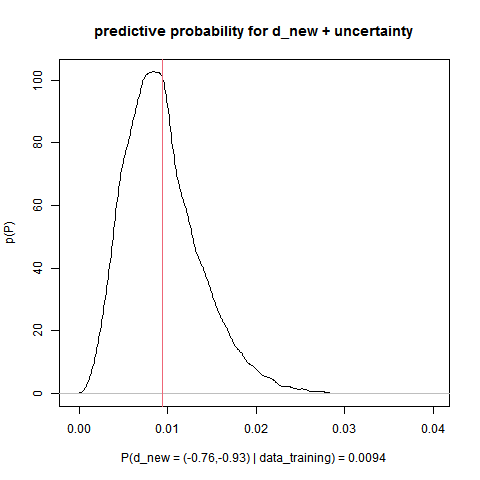 predictive probability for d_new + uncertainty
p(P)
100
80
60
40
20
0
0.00 0.01 0.02 0.03 0.04
P(d_new = (-0.76,-0.93) | data_training) = 0.0094